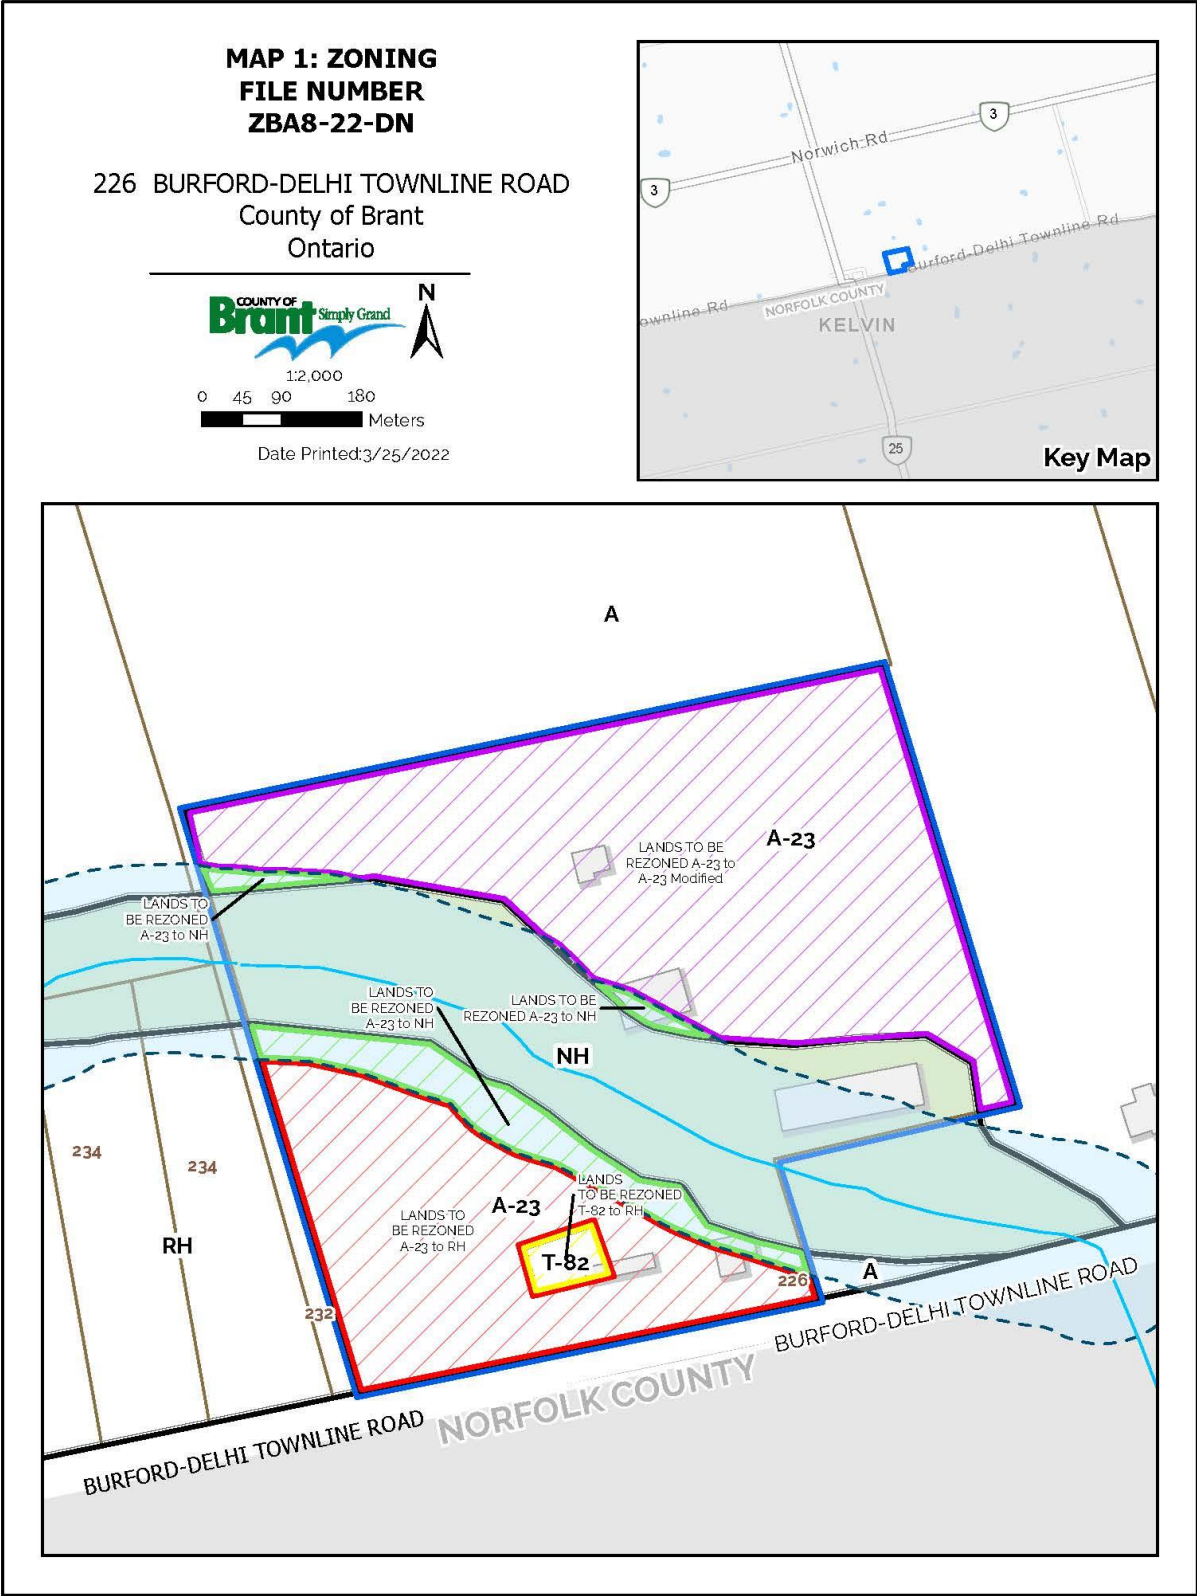 MAP 1: ZONING
FILE NUMBER
ZBA8-22-DN
226 BURFORD-DELHI TOWNLINE ROAD
County of Brant
Ontario
COUNTY OF
Brant Simply Grand
N
1:2,000
0 45 90 180
Meters
Date Printed:3/25/2022
3
Norwich Rd
3
Burford-Delhi Townline Rd
ownline Rd
NORFOLK COUNTY
KELVIN
25
Key Map
A
A-23
LANDS TO BE
REZONED A-23 to
A-23 Modified
LANDS TO
BE REZONED
A-23 to NH
LANDS TO
BE REZONED
A-23 to NH
LANDS TO BE
REZONED A-23 to NH
NH
234
234
LANDS
TO BE REZONED
T-82 to RH
A-23
LANDS TO
BE REZONED
A-23 to RH
RH
T-82
226
A
232
BURFORD-DELHI TOWNLINE ROAD
NORFOLK COUNTY
BURFORD-DELHI TOWNLINE ROAD